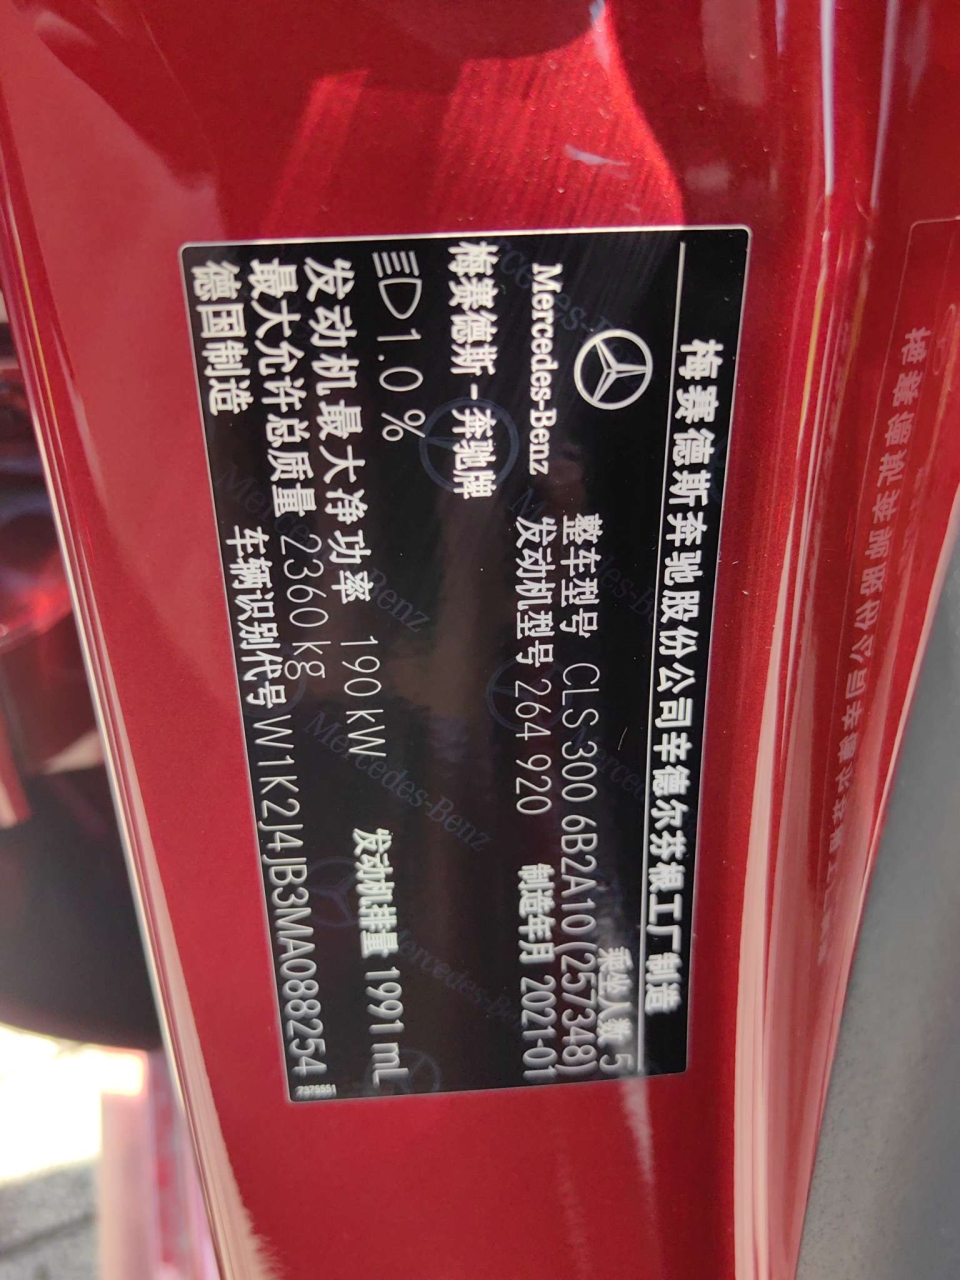 梅赛德斯奔驰股份公司辛德尔芬根工厂制造
乘坐人数 5
Mercedes-Benz
整车型号 CLS 300 6B2A10 (257348)
发动机型号 264 920
制造年月 2021-01
梅赛德斯-奔驰牌
1.0%
发动机最大净功率 190 kW
发动机排量 1991 mL
最大允许总质量 2360 kg
德国制造
车辆识别代号 W1K2J4JB3MA088254
7375551